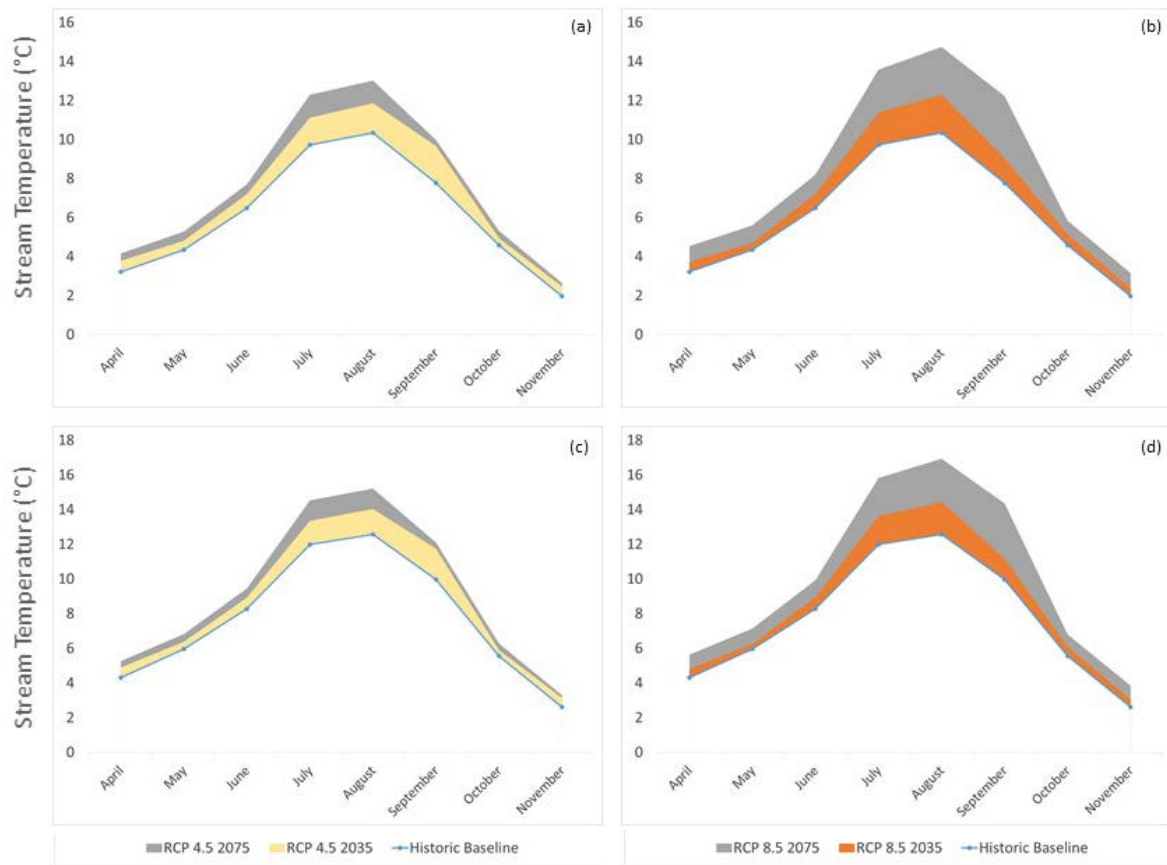 (a)
Stream Temperature (°C)
16
14
12
10
8
6
4
2
0
April
May
June
July
August
September
October
November
(b)
16
14
12
10
8
6
4
2
0
April
May
June
July
August
September
October
November
(c)
Stream Temperature (°C)
18
16
14
12
10
8
6
4
2
0
April
May
June
July
August
September
October
November
(d)
18
16
14
12
10
8
6
4
2
0
April
May
June
July
August
September
October
November
RCP 4.5 2075 RCP 4.5 2035 Historic Baseline
RCP 8.5 2075 RCP 8.5 2035 Historic Baseline